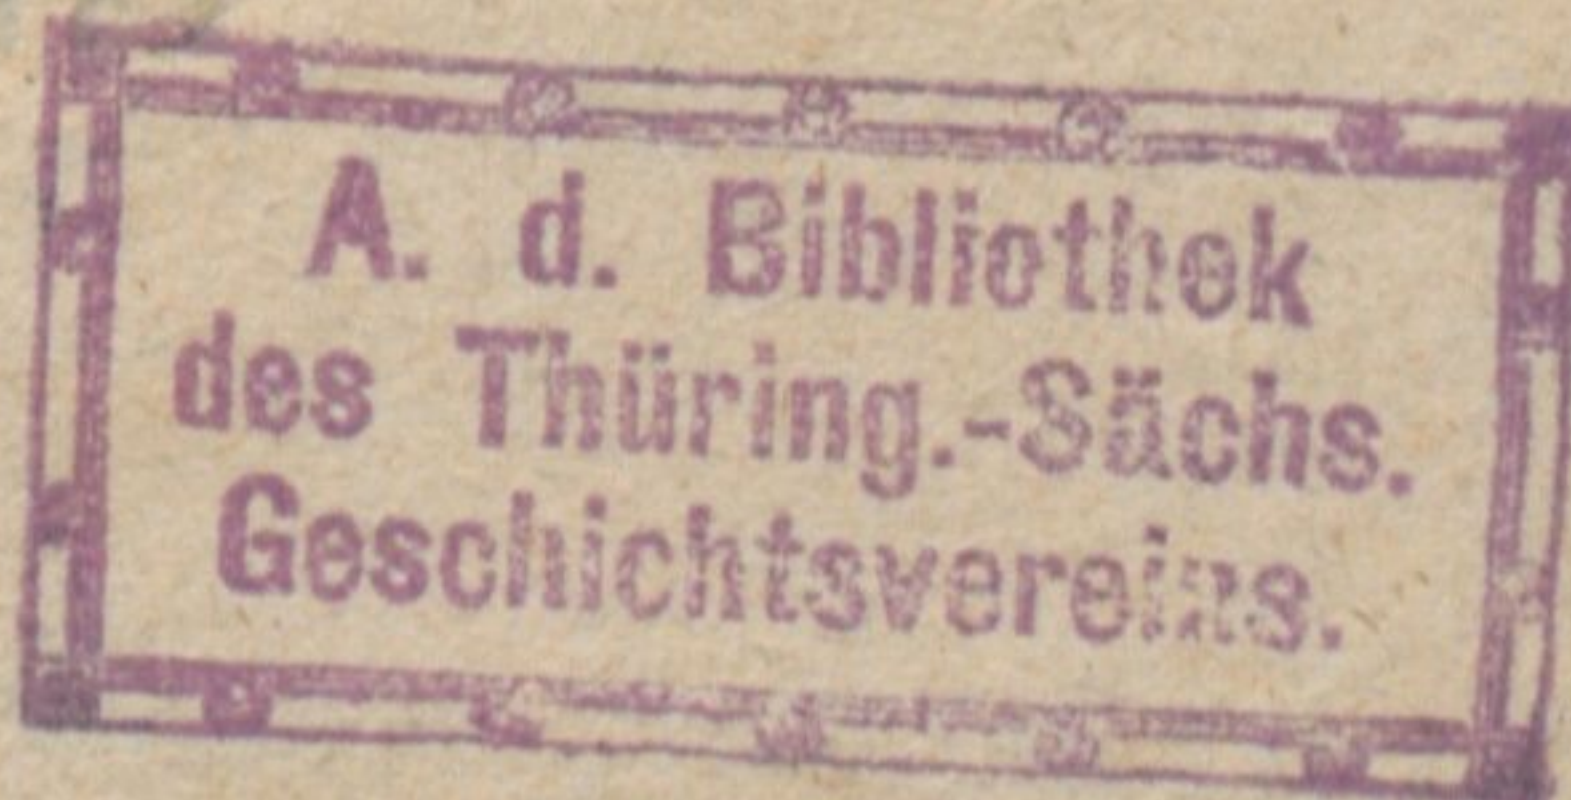 A. d. Bibliothek
des Thüring.-Sächs.
Geschichtsvereins.